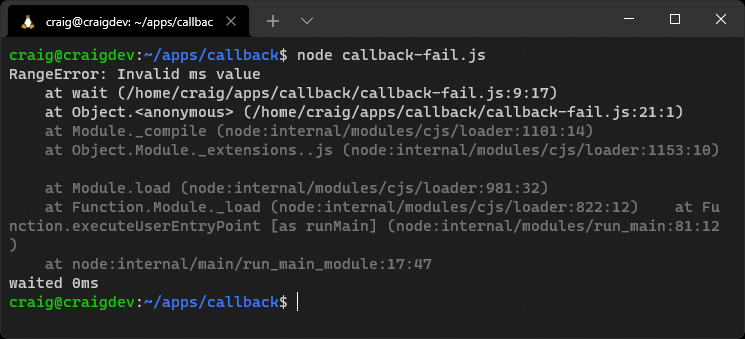 craig@craigdev: ~/apps/callbac
craig@craigdev:~/apps/callback$ node callback-fail.js
RangeError: Invalid ms value
    at wait (/home/craig/apps/callback/callback-fail.js:9:17)
    at Object.<anonymous> (/home/craig/apps/callback/callback-fail.js:21:1)
    at Module._compile (node:internal/modules/cjs/loader:1101:14)
    at Object.Module._extensions..js (node:internal/modules/cjs/loader:1153:10)
    at Module.load (node:internal/modules/cjs/loader:981:32)
    at Function.Module._load (node:internal/modules/cjs/loader:822:12)    at Fu
nction.executeUserEntryPoint [as runMain] (node:internal/modules/run_main:81:12
)
    at node:internal/main/run_main_module:17:47
waited 0ms
craig@craigdev:~/apps/callback$